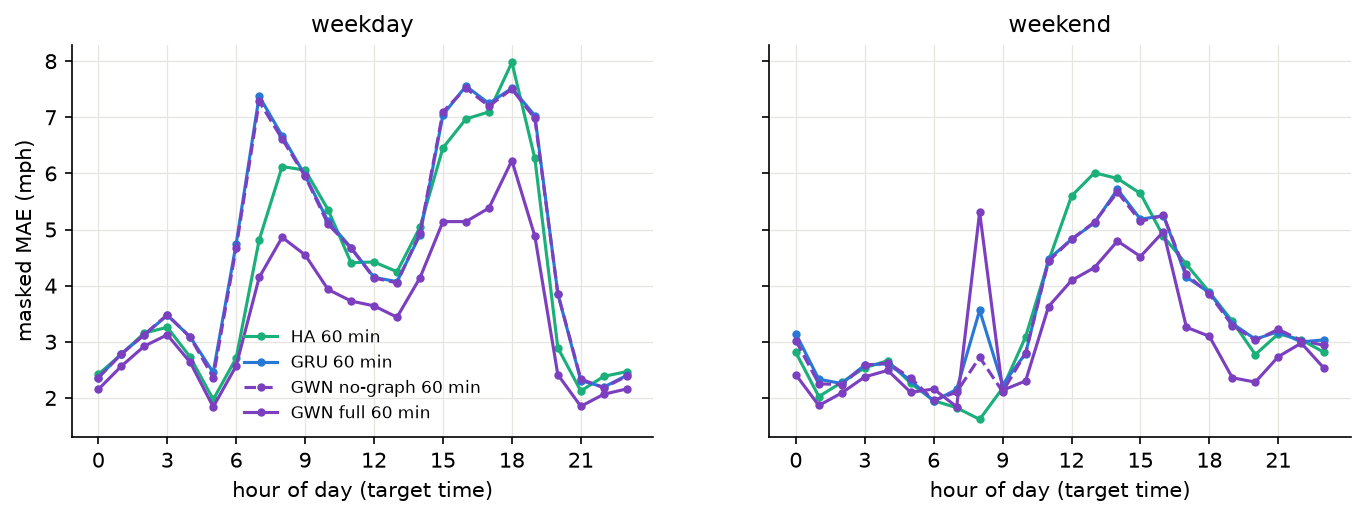 weekday
weekend
masked MAE (mph)
8
7
6
5
4
3
2
HA 60 min
GRU 60 min
GWN no-graph 60 min
GWN full 60 min
0 3 6 9 12 15 18 21
0 3 6 9 12 15 18 21
hour of day (target time)
hour of day (target time)